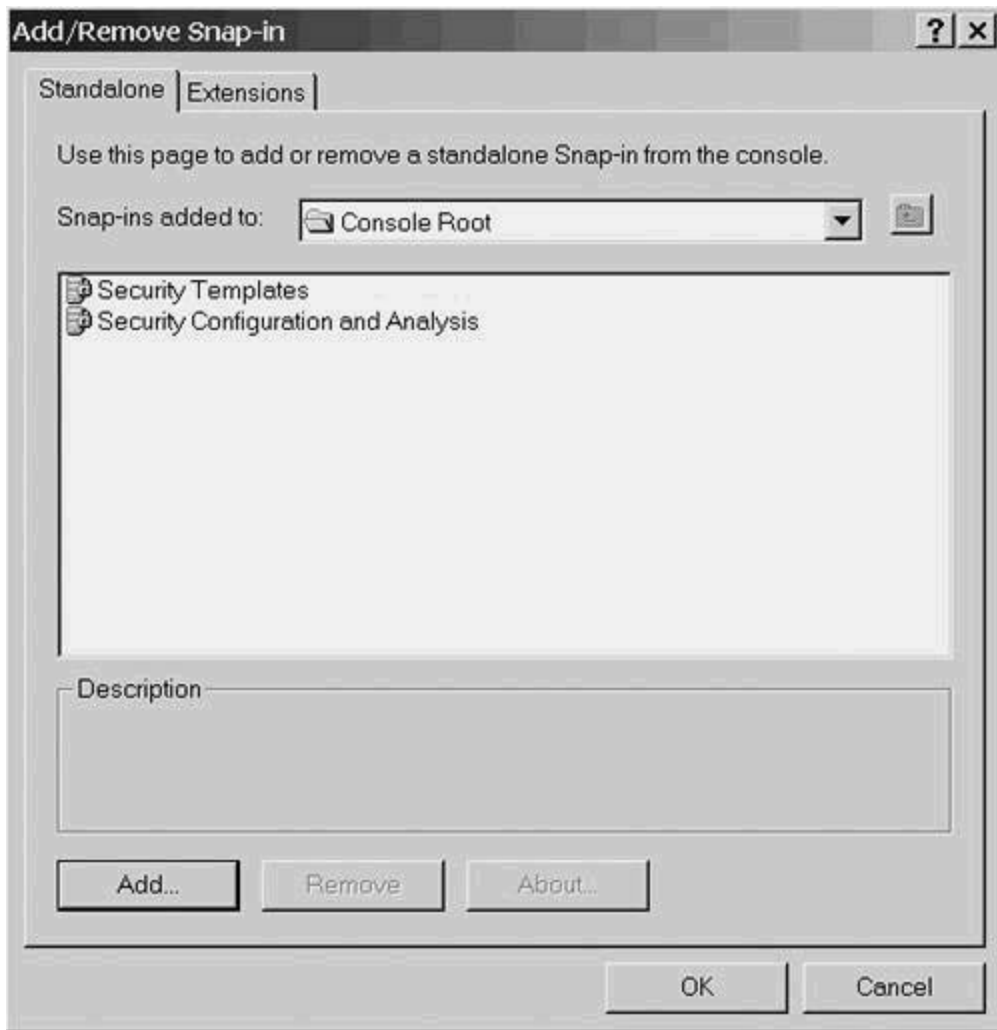 Add/Remove Snap-in
Standalone Extensions
Use this page to add or remove a standalone Snap-in from the console.
Snap-ins added to: Console Root
Security Templates
Security Configuration and Analysis
Description
Add... Remove About...
OK Cancel